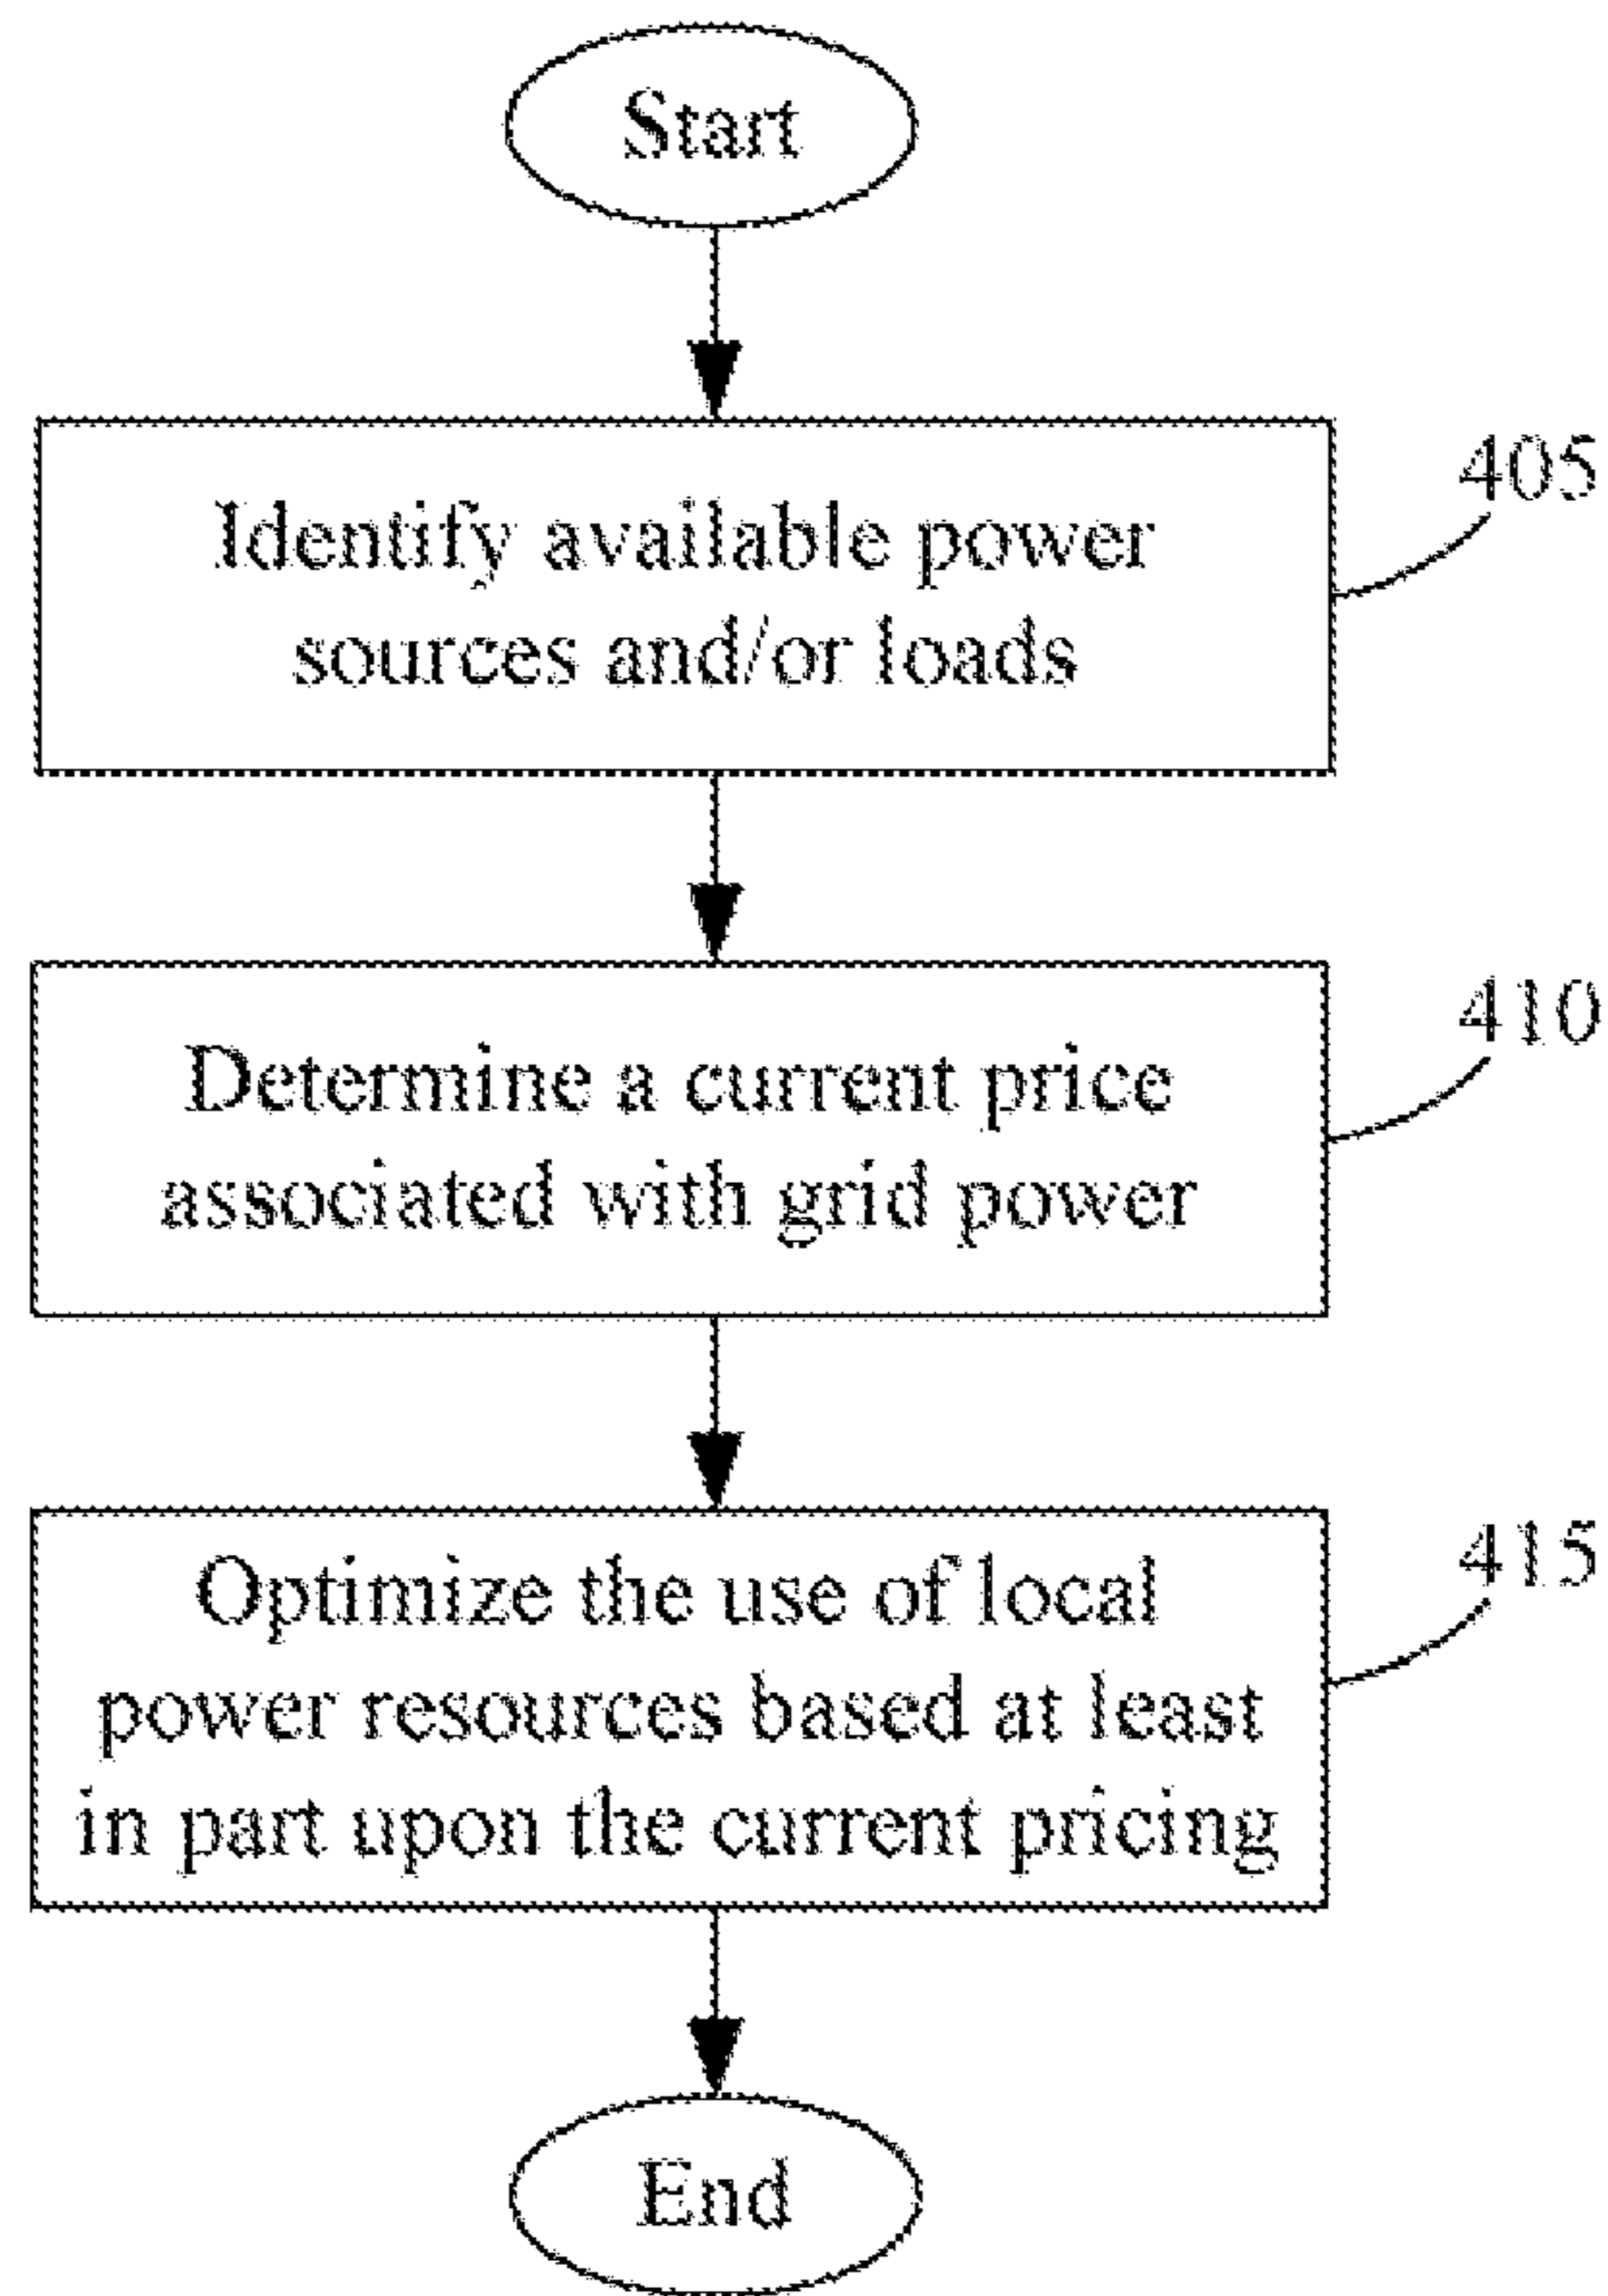 Start
Identify available power
sources and/or loads
405
Determine a current price
associated with grid power
410
Optimize the use of local
power resources based at least
in part upon the current pricing
415
End